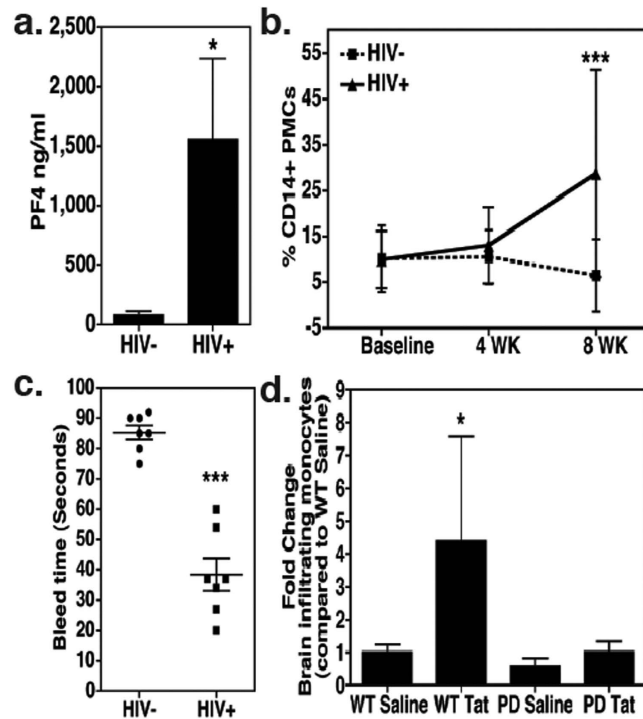 a.
PF4 ng/ml
2,500
2,000
1,500
1,000
500
0
*
HIV-
HIV+
b.
% CD14+ PMCs
55
45
35
25
15
5
-5
HIV-
HIV+
***
Baseline
4 WK
8 WK
c.
Bleed time (Seconds)
100
90
80
70
60
50
40
30
20
10
0
***
HIV-
HIV+
d.
Fold Change
Brain infiltrating monocytes
(compared to WT Saline)
9
8
7
6
5
4
3
2
1
0
*
WT Saline
WT Tat
PD Saline
PD Tat